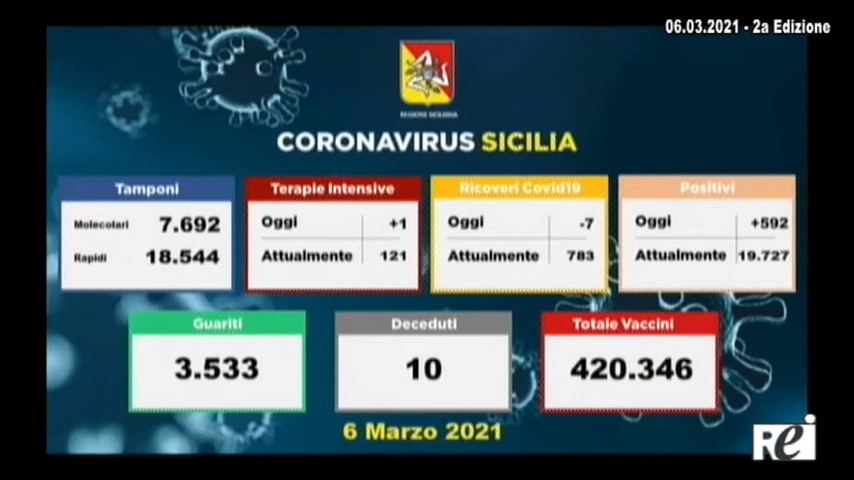 06.03.2021 - 2a Edizione
REGIONE SICILIANA
CORONAVIRUS SICILIA
Tamponi
Molecolari 7.692
Rapidi 18.544
Terapie Intensive
Oggi +1
Attualmente 121
Ricoveri Covid19
Oggi -7
Attualmente 783
Positivi
Oggi +592
Attualmente 19.727
Guariti
3.533
Deceduti
10
Totale Vaccini
420.346
6 Marzo 2021
Rei